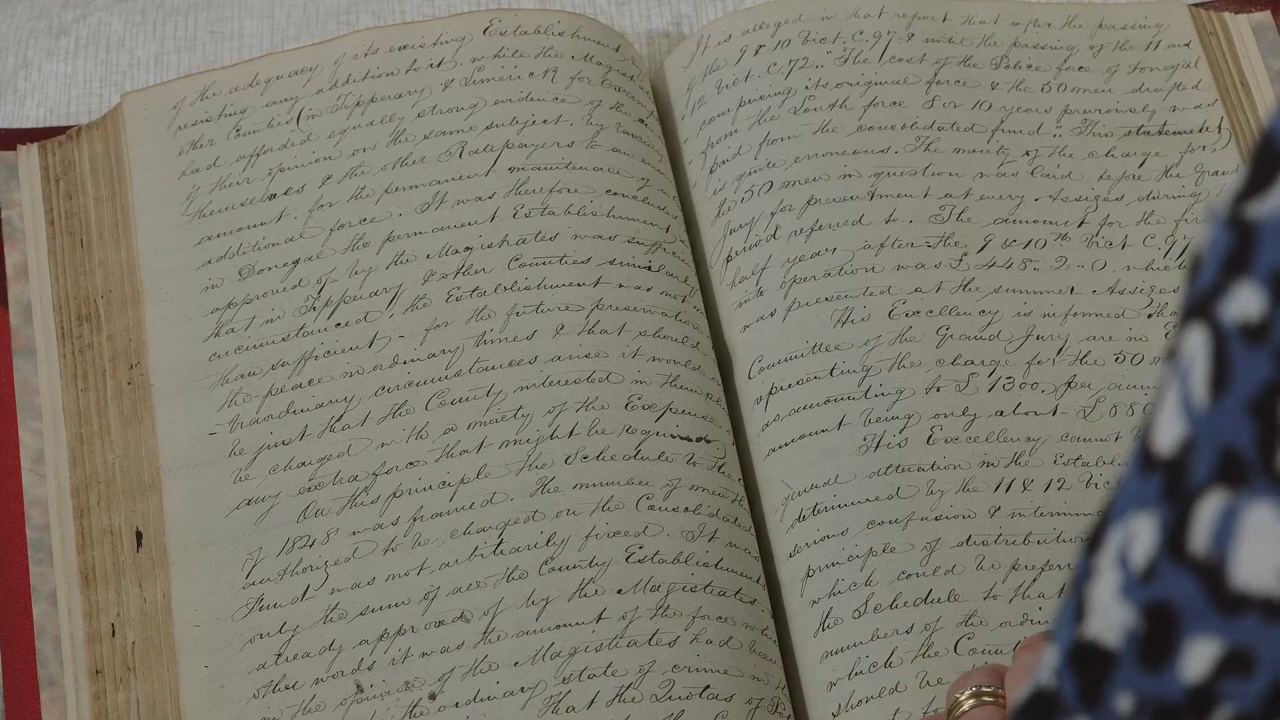 of the adequacy of its existing Establishment,
resisting any addition to it, while the
other Counties (in Tipperary & Limerick for
had afforded equally strong evidence of the
of their opinion on the same subject, by
themselves & the other Ratepayers to an
amount, for the permanent maintenance of
additional force. It was therefore concluded
in Donegal the permanent Establishment
approved of by the Magistrates was
that in Tipperary & other Counties similarly
circumstanced, the Establishment was not
than sufficient – for the future preservation
the peace in ordinary times & that should
-traordinary circumstances arise it would
be just that the County interested in them
be charged with a moiety of the Expense
any extra force that might be required
On this principle the Schedule to the
of 1848 was framed. The number of men
authorized to be charged on the Consolidated
Fund was not arbitrarily fixed. It was
only the sum of all the County Establishments
already approved of by the Magistrates.
other words it was the amount of the force
in the opinion of the Magistrates had been
the ordinary state of crime in
That the Quotas of
It is alleged in that report that after the passing
of the 9 & 10 Vict. C. 97. & until the passing of the 11 and
12 Vict. C. 72.. "The cost of the Police force of Donegal
" comprising its original force & the 50 men drafted
" from the South force for 10 years previously was
" paid from the consolidated fund". This statement
is quite erroneous. The moiety of the charge for
the 50 men in question was laid before the Grand
Jury for presentment at every Assizes during
period referred to. The amount for the
half year after the 9 & 10th Vict C. 97
into operation was £448.. 2.. 0. which
was presented at the summer Assizes
His Excellency is informed that
Committee of the Grand Jury are in
representing the charge for the 50
as amounting to £1300. per
amount being only about £680
His Excellency cannot
general attention in the
determined by the 11 & 12 Vict
serious confusion &
principle of distribution
which could be
the Schedule to that
numbers of the
which the
should be